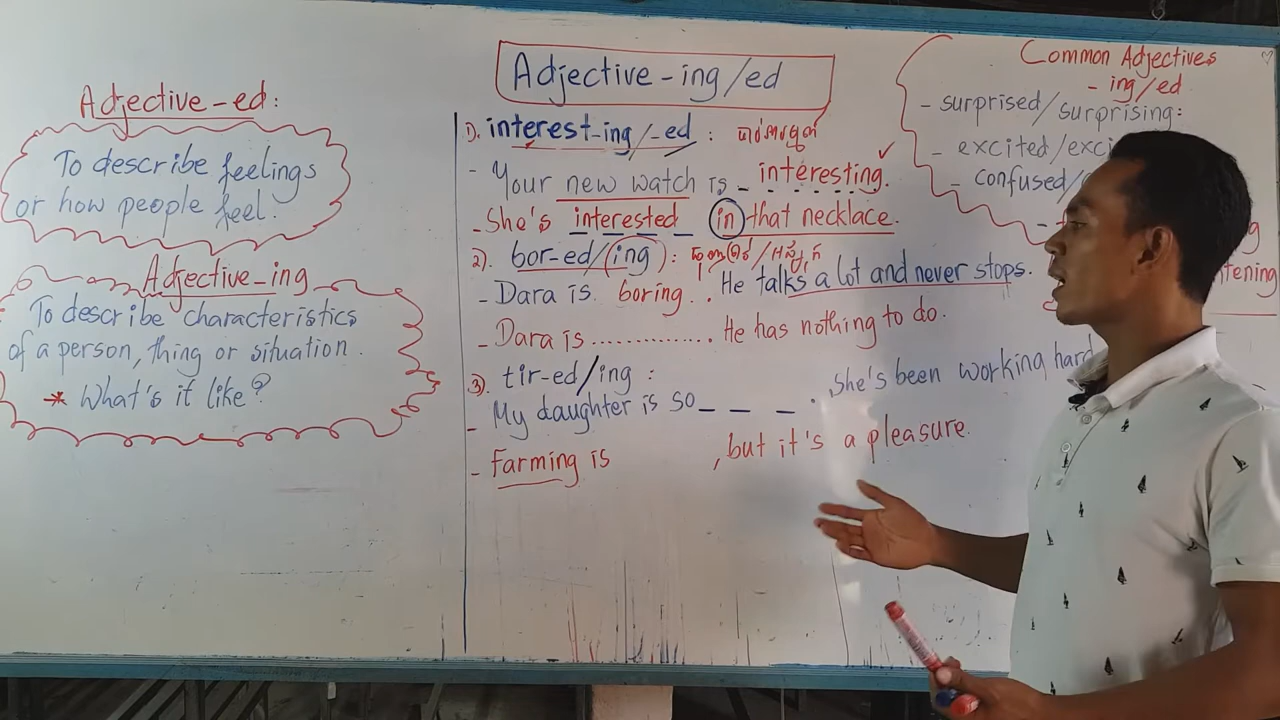 Adjective-ed:
To describe feelings
or how people feel.
Adjective-ing
To describe characteristics
of a person, thing or situation.
* What's it like?
Adjective-ing/ed
1). interest-ing/-ed :
- Your new watch is interesting. ✓
- She's interested in that necklace.
2). bor-ed/(ing) :
- Dara is boring. He talks a lot and never stops.
- Dara is............... He has nothing to do.
3). tir-ed/ing :
- My daughter is so _ _ _ . She's been working hard
- Farming is , but it's a pleasure.
Common Adjectives
- ing/ed
- surprised/surprising:
- excited/exci
- confused/